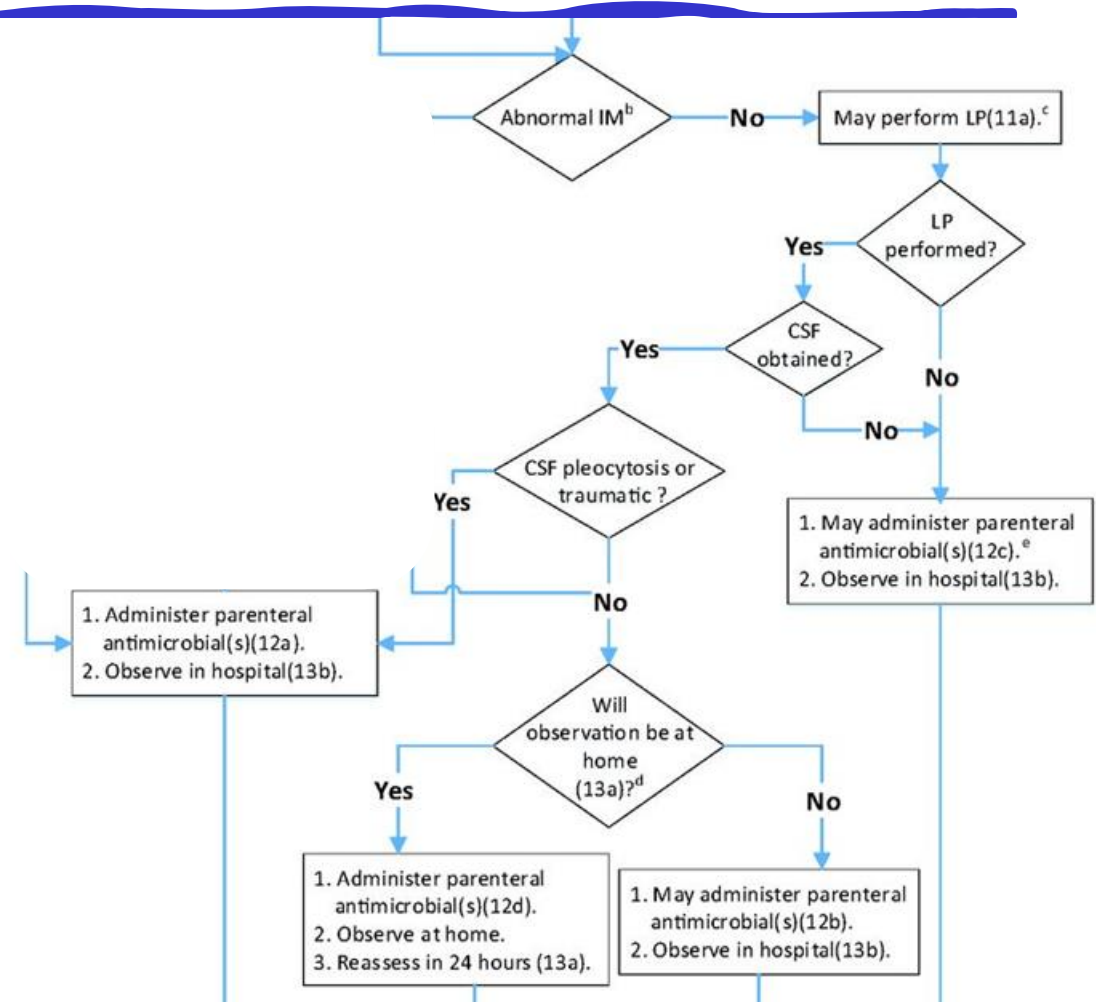 Abnormal IMᵇ
No
May perform LP(11a).ᶜ
LP
performed?
Yes
CSF
obtained?
Yes
No
No
CSF pleocytosis or
traumatic ?
Yes
1. May administer parenteral
antimicrobial(s)(12c).ᵉ
2. Observe in hospital(13b).
No
1. Administer parenteral
antimicrobial(s)(12a).
2. Observe in hospital(13b).
Will
observation be at
home
(13a)?ᵈ
Yes
No
1. Administer parenteral
antimicrobial(s)(12d).
2. Observe at home.
3. Reassess in 24 hours (13a).
1. May administer parenteral
antimicrobial(s)(12b).
2. Observe in hospital(13b).